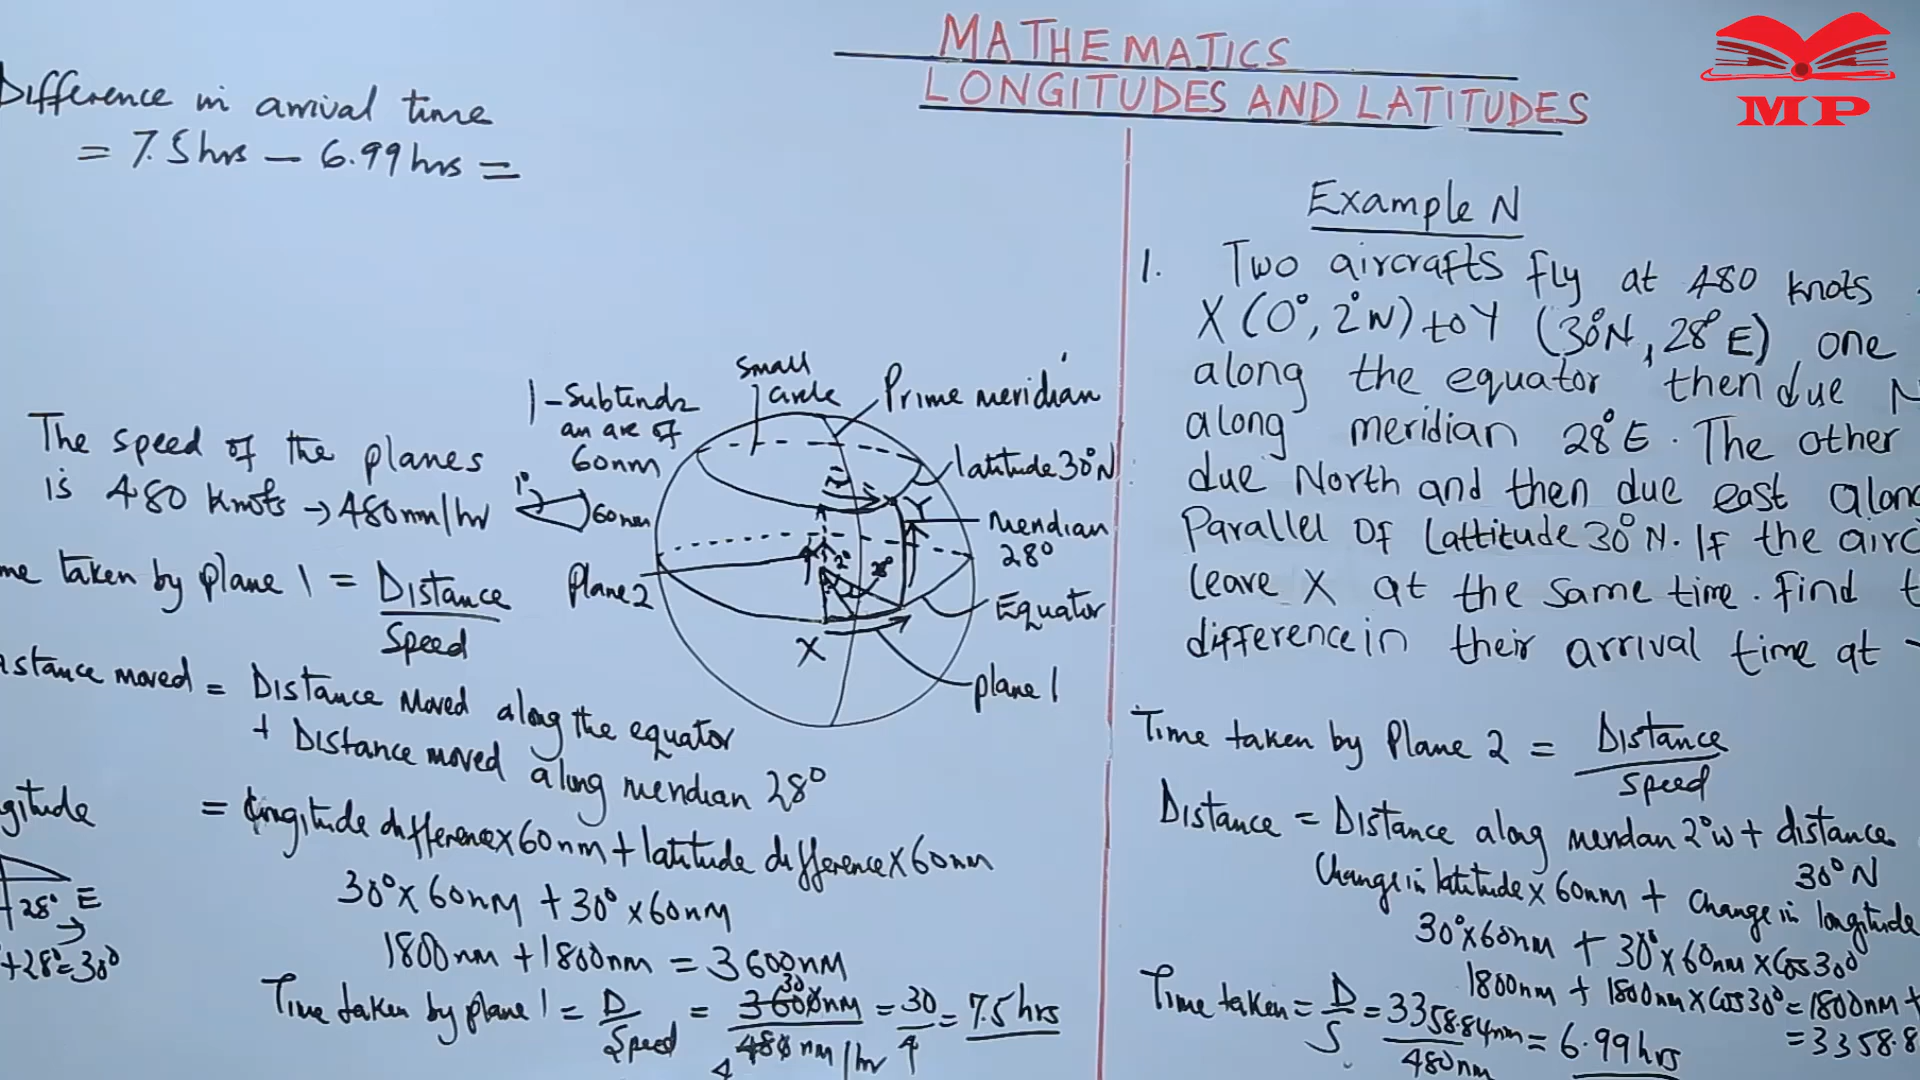 MATHEMATICS
LONGITUDES AND LATITUDES
MP
Difference in arrival time
= 7.5hrs - 6.99hrs =
The speed of the planes
is 480 knots → 480nm/hr
1 - Subtends
an arc of
60nm
1°
60nm
Small
circle
Prime meridian
latitude 30°N
Y
Meridian
28°
Equator
Plane 2
2°
28°
X
plane 1
taken by plane 1 = Distance
Speed
moved = Distance Moved along the equator
+ Distance moved along meridian 28°
= longitude difference x 60nm + latitude difference x 60nm
28° E
+28°=30°
30° x 60nm + 30° x 60nm
1800nm + 1800nm = 3600nm
Time taken by plane 1 = D/Speed = 3600nm/480nm/hr = 30/4 = 7.5hrs
30
4
Example N
1. Two aircrafts fly at 480 knots
X (0°, 2°W) to Y (30°N, 28°E), one
along the equator then due N
along meridian 28°E. The other
due North and then due east
Parallel Of Lattitude 30°N. If the
leave X at the same time. Find
difference in their arrival time at
Time taken by Plane 2 = Distance
Speed
Distance = Distance along meridan 2°W + distance
30°N
Change in latitude x 60nm + Change in longitude
30° x 60nm + 30° x 60nm x Cos 30°
1800nm + 1800nm x Cos 30° = 1800nm +
= 3358.8
Time taken = D/S = 3358.84nm/480nm = 6.99hrs